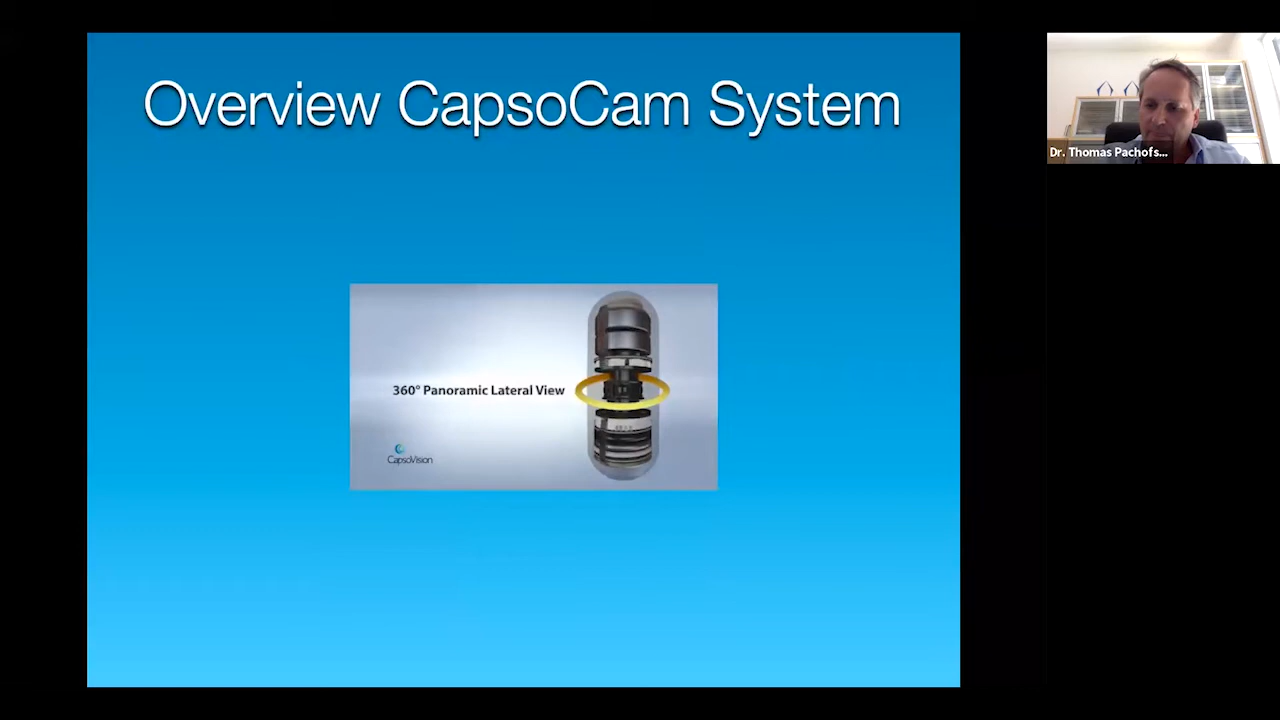 Overview CapsoCam System
Dr. Thomas Pachofs...
360° Panoramic Lateral View
CapsoVision